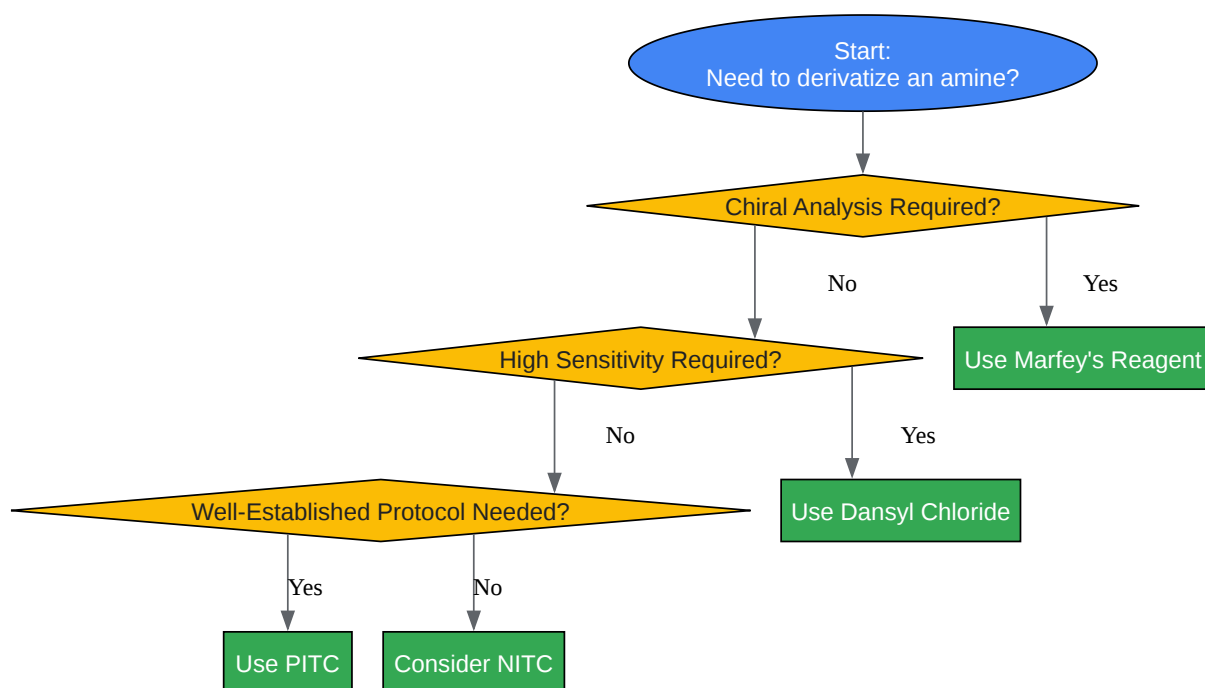 Start:
Need to derivatize an amine?
Chiral Analysis Required?
No
Yes
High Sensitivity Required?
Use Marfey's Reagent
No
Yes
Well-Established Protocol Needed?
Use Dansyl Chloride
Yes
No
Use PITC
Consider NITC